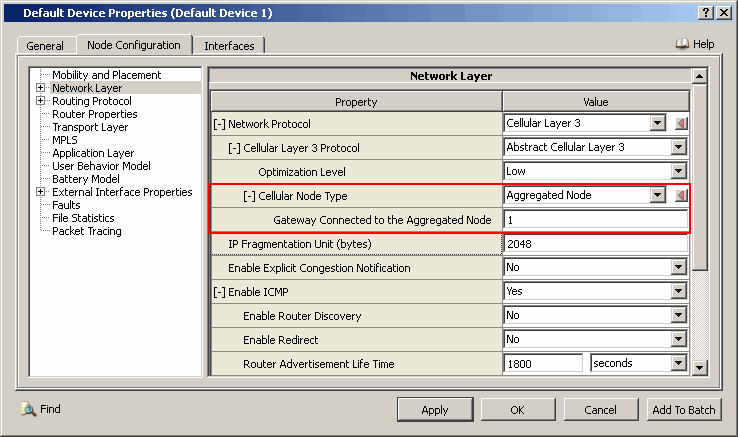 Default Device Properties (Default Device 1)
General
Node Configuration
Interfaces
Help
Mobility and Placement
Network Layer
Routing Protocol
Router Properties
Transport Layer
MPLS
Application Layer
User Behavior Model
Battery Model
External Interface Properties
Faults
File Statistics
Packet Tracing
Network Layer
Property Value
[-] Network Protocol Cellular Layer 3
[-] Cellular Layer 3 Protocol Abstract Cellular Layer 3
Optimization Level Low
[-] Cellular Node Type Aggregated Node
Gateway Connected to the Aggregated Node 1
IP Fragmentation Unit (bytes) 2048
Enable Explicit Congestion Notification No
[-] Enable ICMP Yes
Enable Router Discovery No
Enable Redirect No
Router Advertisement Life Time 1800 seconds
Find
Apply
OK
Cancel
Add To Batch